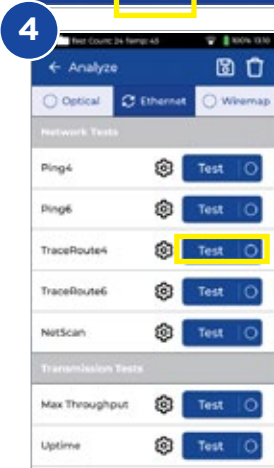 4
Test Count: 24 Temp: 45 100% 13:10
← Analyze
Optical Ethernet Wiremap
Network Tests
Ping4 Test
Ping6 Test
TraceRoute4 Test
TraceRoute6 Test
NetScan Test
Transmission Tests
Max Throughput Test
Uptime Test